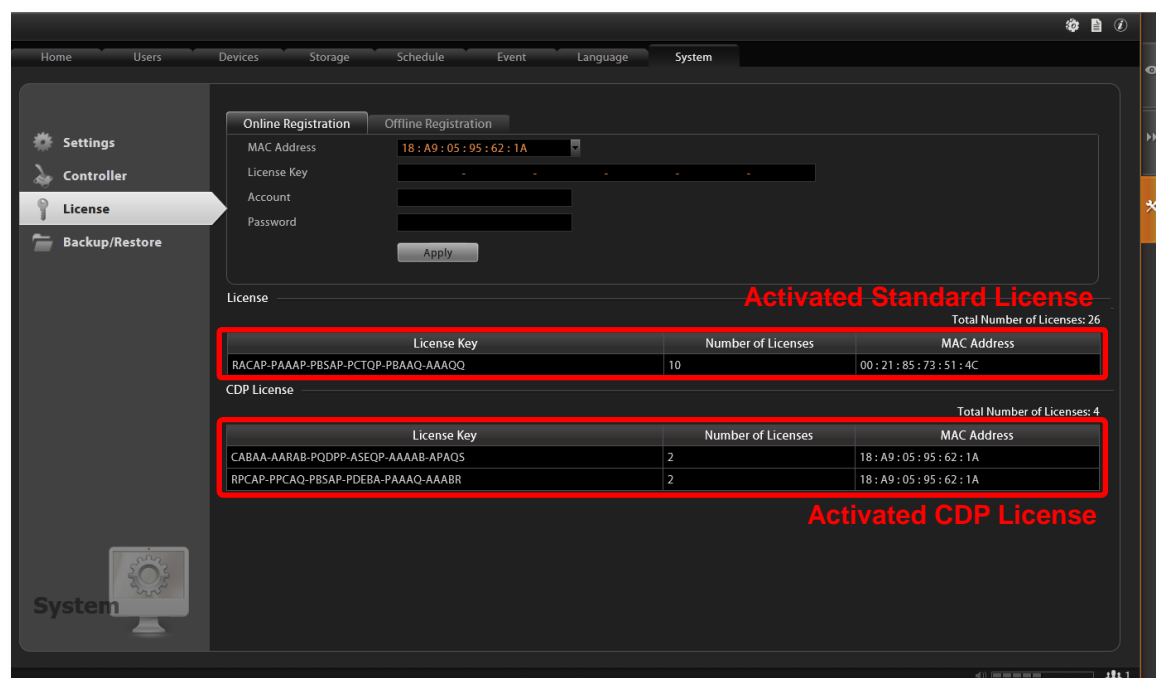 Home Users Devices Storage Schedule Event Language System
Online Registration Offline Registration
Settings
Controller
License
Backup/Restore
MAC Address 18 : A9 : 05 : 95 : 62 : 1A
License Key - - - - -
Account
Password
Apply
Activated Standard License
License
Total Number of Licenses: 26
License Key Number of Licenses MAC Address
RACAP-PAAAP-PBSAP-PCTQP-PBAAQ-AAAQQ 10 00 : 21 : 85 : 73 : 51 : 4C
CDP License
Total Number of Licenses: 4
License Key Number of Licenses MAC Address
CABAA-AARAB-PQDPP-ASEQP-AAAAB-APAQS 2 18 : A9 : 05 : 95 : 62 : 1A
RPCAP-PPCAQ-PBSAP-PDEBA-PAAAQ-AAABR 2 18 : A9 : 05 : 95 : 62 : 1A
Activated CDP License
System
1